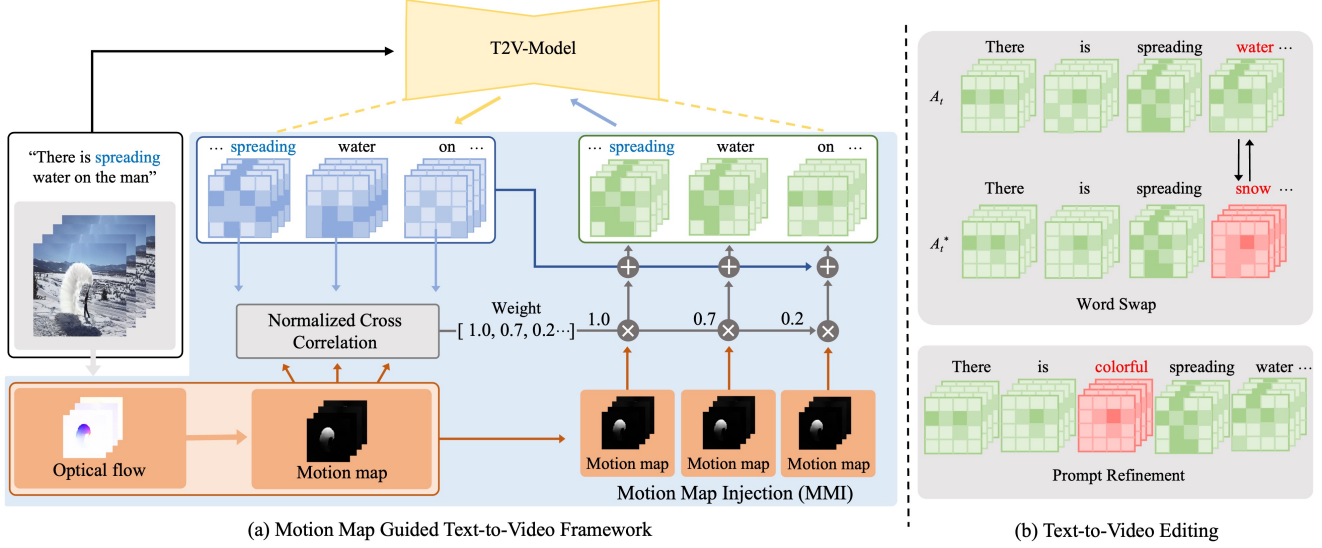 T2V-Model
“There is spreading
water on the man”
··· spreading water on ···
··· spreading water on ···
Normalized Cross
Correlation
Weight
[ 1.0, 0.7, 0.2···]
1.0
0.7
0.2
Optical flow
Motion map
Motion map
Motion map
Motion map
Motion Map Injection (MMI)
(a) Motion Map Guided Text-to-Video Framework
There is spreading water ···
A_t
There is spreading snow ···
A_t*
Word Swap
There is colorful spreading water ···
Prompt Refinement
(b) Text-to-Video Editing